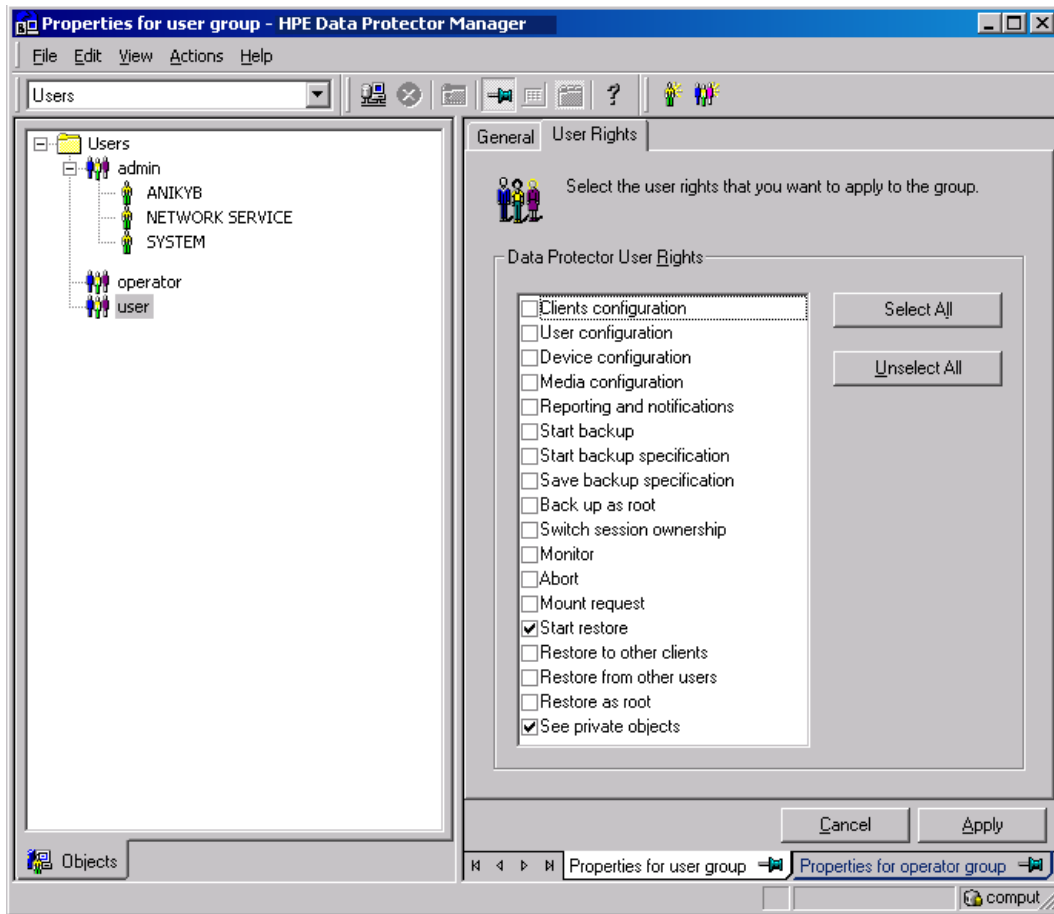 Properties for user group - HPE Data Protector Manager
File Edit View Actions Help
Users
?
Users
admin
ANIKYB
NETWORK SERVICE
SYSTEM
operator
user
Objects
General User Rights
Select the user rights that you want to apply to the group.
Data Protector User Rights
Clients configuration
User configuration
Device configuration
Media configuration
Reporting and notifications
Start backup
Start backup specification
Save backup specification
Back up as root
Switch session ownership
Monitor
Abort
Mount request
Start restore
Restore to other clients
Restore from other users
Restore as root
See private objects
Select All
Unselect All
Cancel Apply
Properties for user group Properties for operator group
comput